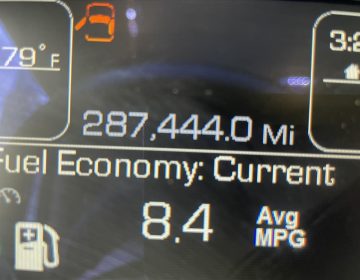 79° F
3:2
287,444.0 Mi
Fuel Economy: Current
8.4 Avg
MPG